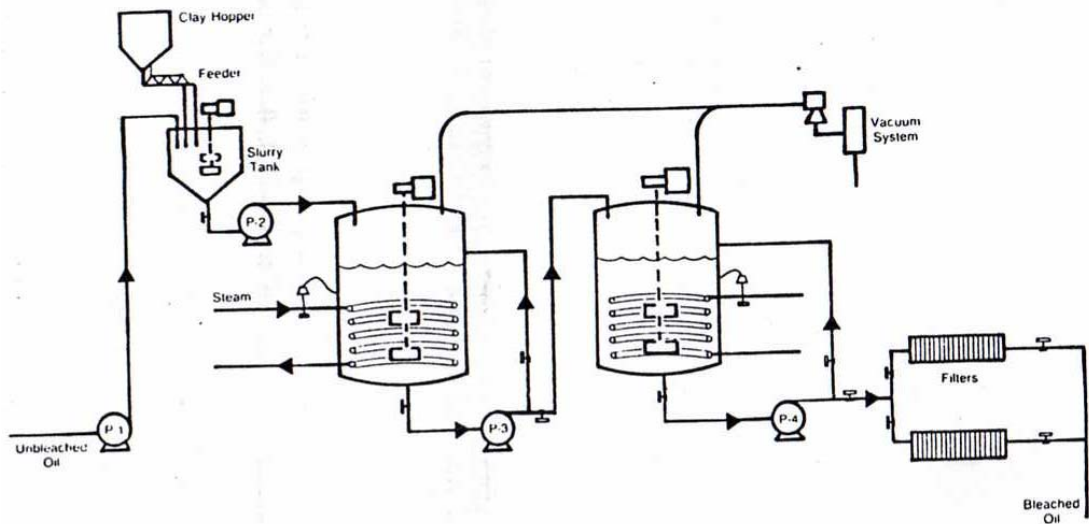 Clay Hopper
Feeder
Slurry
Tank
Vacuum
System
P-2
Steam
P-1
Unbleached
Oil
P-3
P-4
Filters
Bleached
Oil